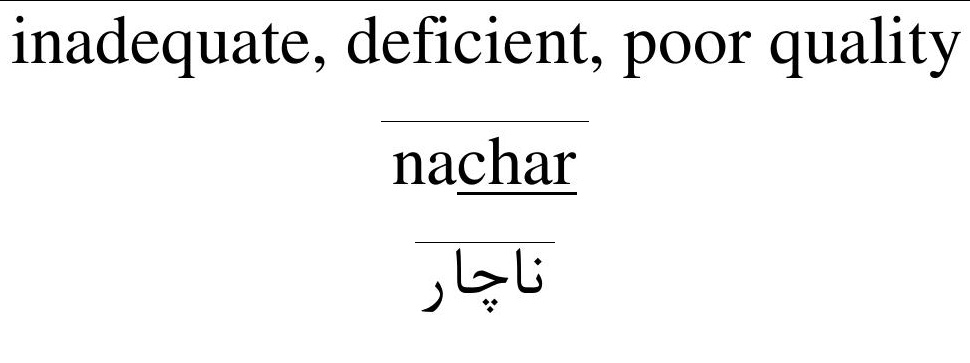 inadequate, deficient, poor quality
nachar
ناچار